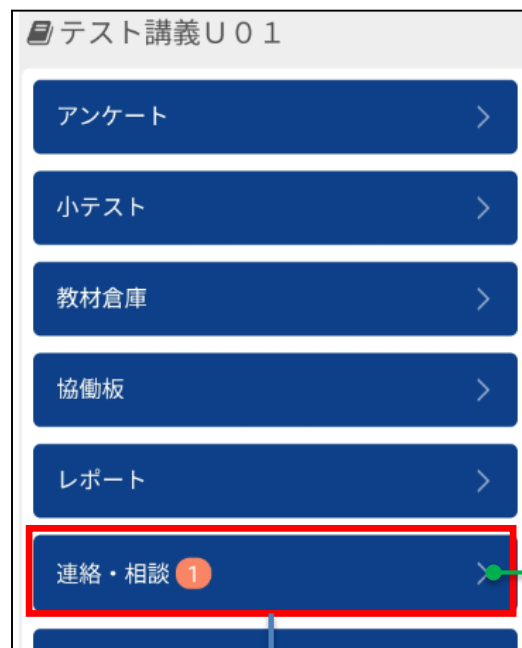 テスト講義U01
アンケート
小テスト
教材倉庫
協働板
レポート
連絡・相談 1